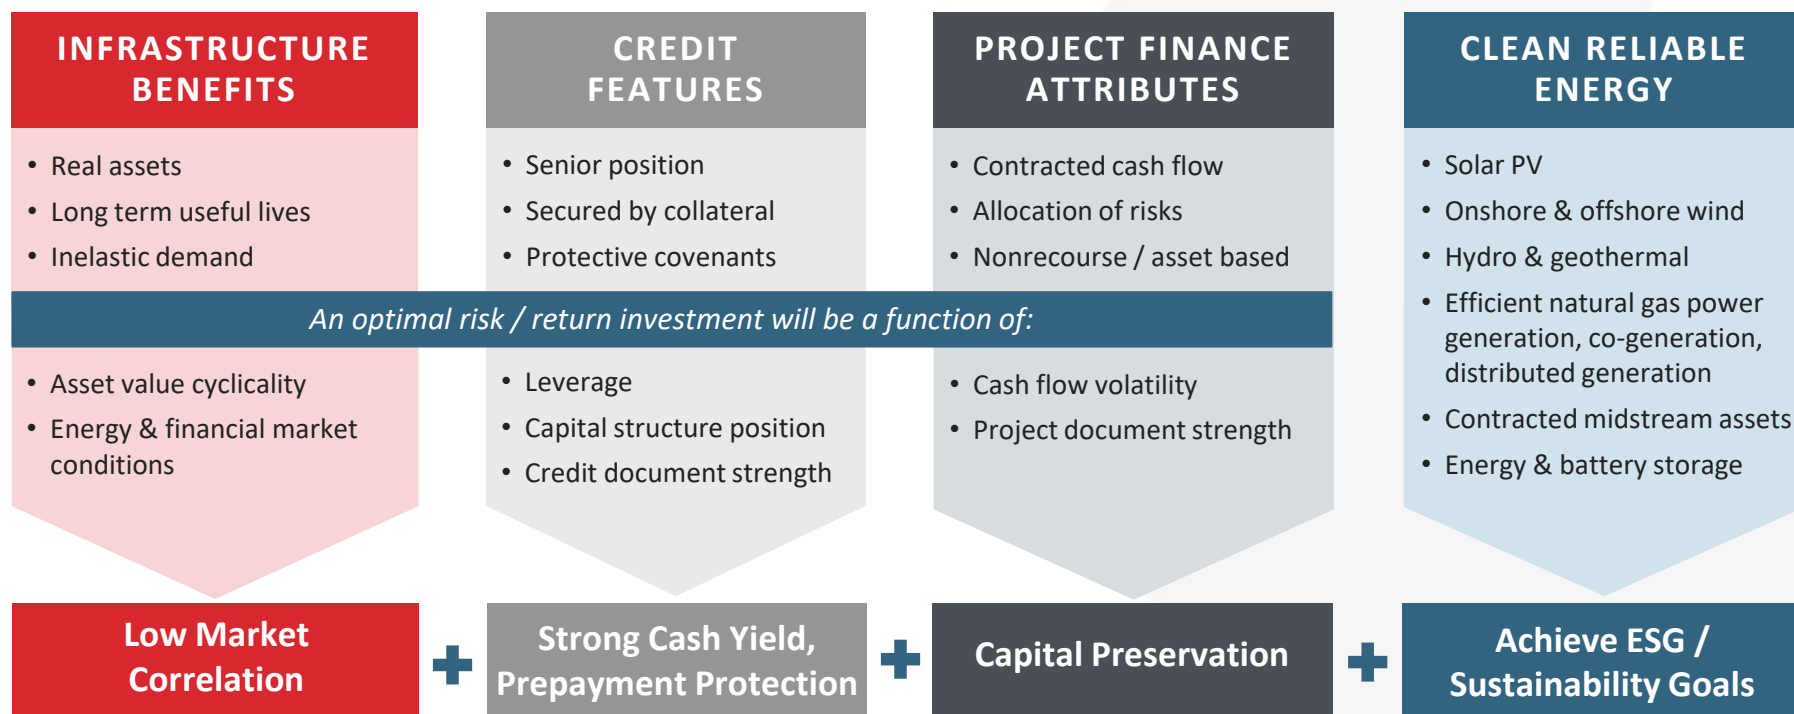 INFRASTRUCTURE
BENEFITS
• Real assets
• Long term useful lives
• Inelastic demand
CREDIT
FEATURES
• Senior position
• Secured by collateral
• Protective covenants
PROJECT FINANCE
ATTRIBUTES
• Contracted cash flow
• Allocation of risks
• Nonrecourse / asset based
An optimal risk / return investment will be a function of:
• Asset value cyclicality
• Energy & financial market
conditions
• Leverage
• Capital structure position
• Credit document strength
• Cash flow volatility
• Project document strength
CLEAN RELIABLE
ENERGY
• Solar PV
• Onshore & offshore wind
• Hydro & geothermal
• Efficient natural gas power
generation, co-generation,
distributed generation
• Contracted midstream assets
• Energy & battery storage
Low Market
Correlation
Strong Cash Yield,
Prepayment Protection
Capital Preservation
Achieve ESG /
Sustainability Goals